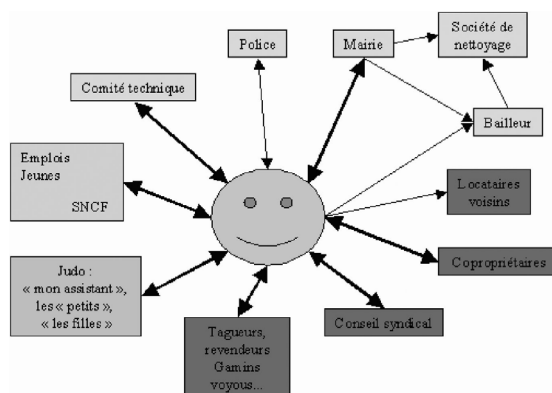 Police
Mairie
Société de
nettoyage
Comité technique
Bailleur
Emplois
Jeunes
SNCF
Locataires
voisins
Copropriétaires
Judo :
« mon assistant »,
les « petits »,
« les filles »
Tagueurs,
revendeurs
Gamins
voyous...
Conseil syndical